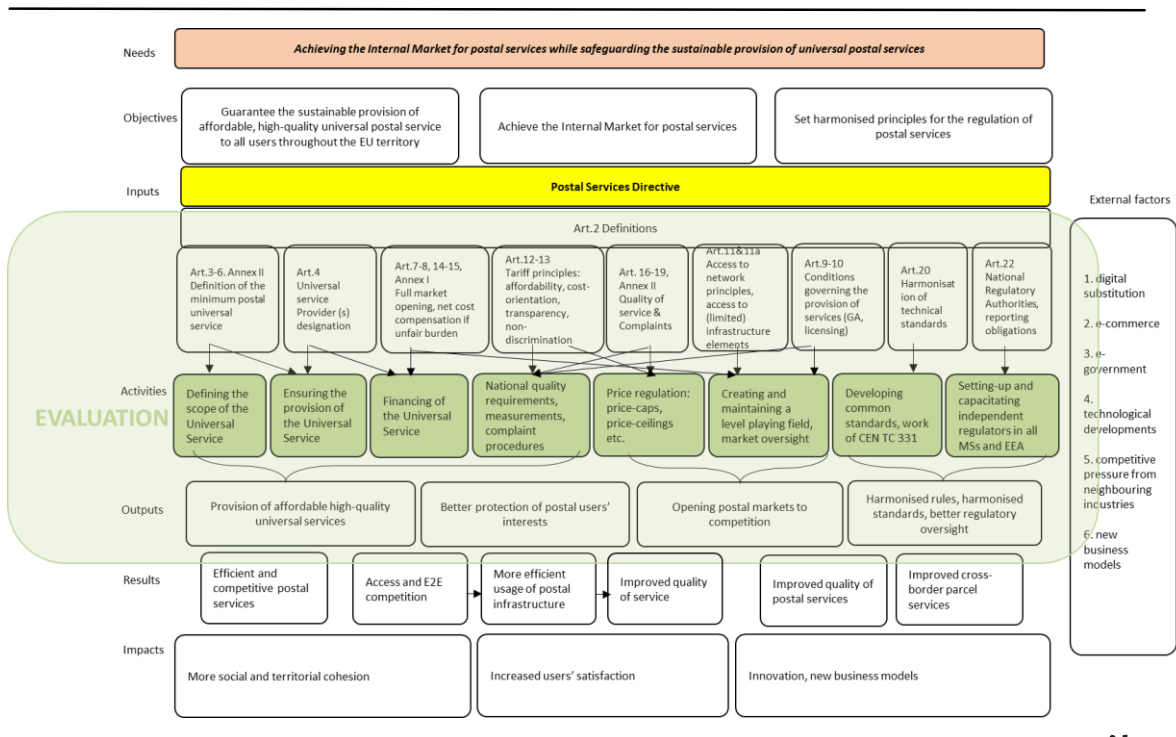 Needs
Achieving the Internal Market for postal services while safeguarding the sustainable provision of universal postal services
Objectives
Guarantee the sustainable provision of
affordable, high-quality universal postal service
to all users throughout the EU territory
Achieve the Internal Market for postal services
Set harmonised principles for the regulation of
postal services
Inputs
Postal Services Directive
External factors
Art.2 Definitions
Art.3-6. Annex II
Definition of the
minimum postal
universal
service
Art.4
Universal
service
Provider (s)
designation
Art.7-8, 14-15,
Annex I
Full market
opening, net cost
compensation if
unfair burden
Art.12-13
Tariff principles:
affordability, cost-
orientation,
transparency,
non-
discrimination
Art. 16-19,
Annex II
Quality of
service &
Complaints
Art.11&11a
Access to
network
principles,
access to
(limited)
infrastructure
elements
Art.9-10
Conditions
governing the
provision of
services (GA,
licensing)
Art.20
Harmonisat
ion of
technical
standards
Art.22
National
Regulatory
Authorities,
reporting
obligations
1. digital
substitution
2. e-commerce
3. e-
government
4.
technological
developments
5. competitive
pressure from
neighbouring
industries
6. new
business
models
Activities
EVALUATION
Defining the
scope of the
Universal
Service
Ensuring the
provision of
the Universal
Service
Financing of
the Universal
Service
National quality
requirements,
measurements,
complaint
procedures
Price regulation:
price-caps,
price-ceilings
etc.
Creating and
maintaining a
level playing field,
market oversight
Developing
common
standards, work
of CEN TC 331
Setting-up and
capacitating
independent
regulators in all
MSs and EEA
Outputs
Provision of affordable high-quality
universal services
Better protection of postal users'
interests
Opening postal markets to
competition
Harmonised rules, harmonised
standards, better regulatory
oversight
Results
Efficient and
competitive postal
services
Access and E2E
competition
More efficient
usage of postal
infrastructure
Improved quality
of service
Improved quality of
postal services
Improved cross-
border parcel
services
Impacts
More social and territorial cohesion
Increased users' satisfaction
Innovation, new business models